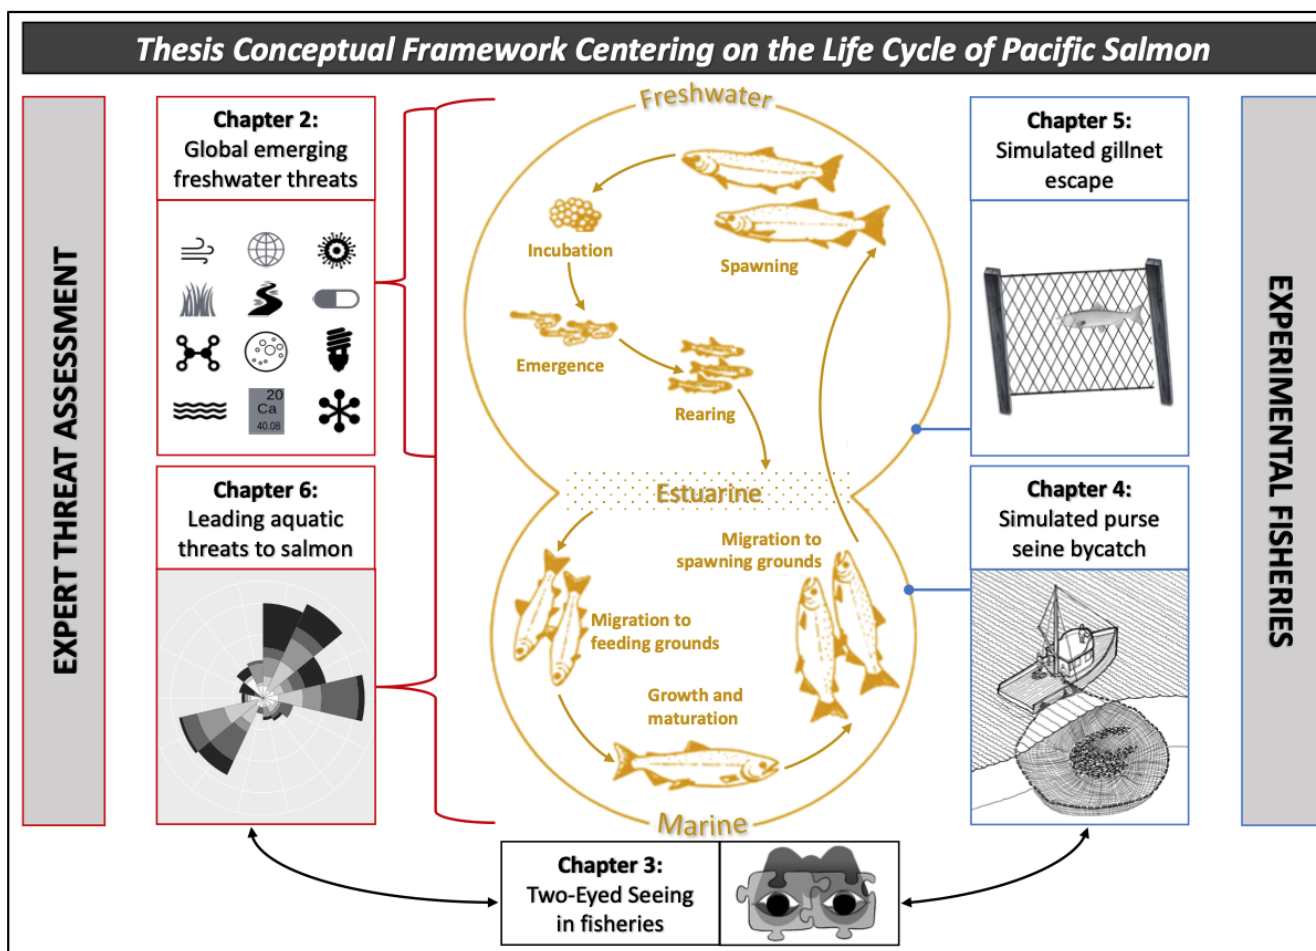 Thesis Conceptual Framework Centering on the Life Cycle of Pacific Salmon
EXPERT THREAT ASSESSMENT
Chapter 2:
Global emerging
freshwater threats
20
Ca
40.08
Chapter 6:
Leading aquatic
threats to salmon
Freshwater
Incubation
Spawning
Emergence
Rearing
Estuarine
Migration to
spawning grounds
Migration to
feeding grounds
Growth and
maturation
Marine
Chapter 5:
Simulated gillnet
escape
Chapter 4:
Simulated purse
seine bycatch
EXPERIMENTAL FISHERIES
Chapter 3:
Two-Eyed Seeing
in fisheries